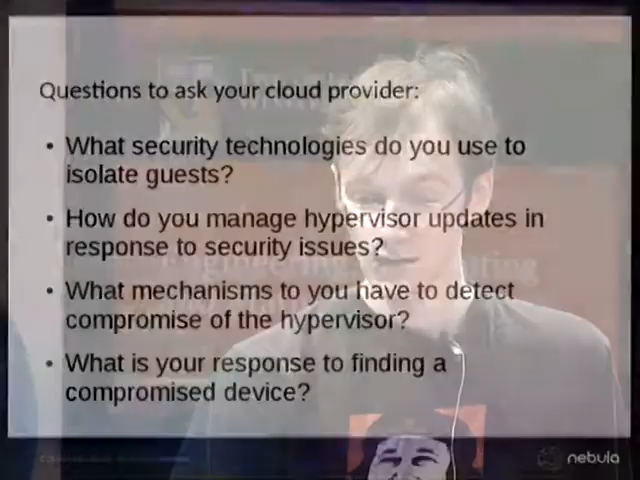 Questions to ask your cloud provider:
• What security technologies do you use to
isolate guests?
• How do you manage hypervisor updates in
response to security issues?
• What mechanisms to you have to detect
compromise of the hypervisor?
• What is your response to finding a
compromised device?
nebula